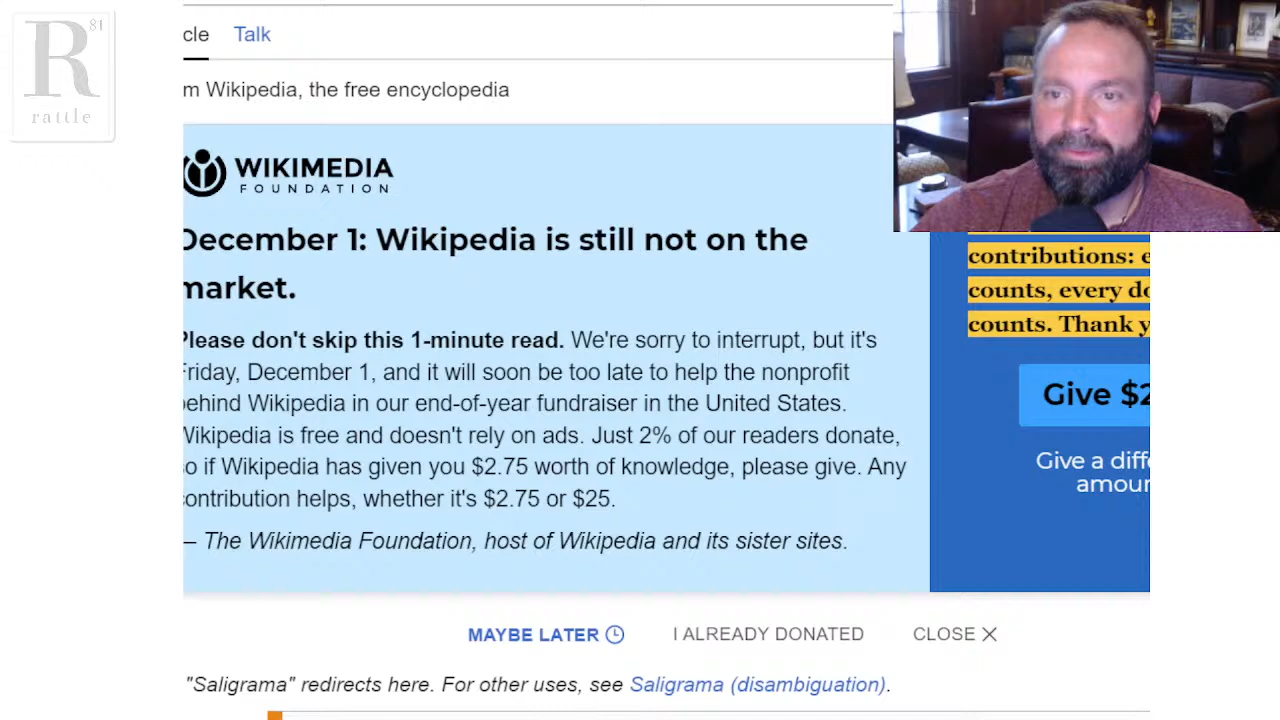 R81
rattle
cle Talk
m Wikipedia, the free encyclopedia
WIKIMEDIA
FOUNDATION
December 1: Wikipedia is still not on the
market.
Please don't skip this 1-minute read. We're sorry to interrupt, but it's
Friday, December 1, and it will soon be too late to help the nonprofit
behind Wikipedia in our end-of-year fundraiser in the United States.
Wikipedia is free and doesn't rely on ads. Just 2% of our readers donate,
so if Wikipedia has given you $2.75 worth of knowledge, please give. Any
contribution helps, whether it's $2.75 or $25.
— The Wikimedia Foundation, host of Wikipedia and its sister sites.
contributions: e
counts, every do
counts. Thank y
Give $2
Give a diffe
amour
MAYBE LATER I ALREADY DONATED CLOSE
"Saligrama" redirects here. For other uses, see Saligrama (disambiguation).